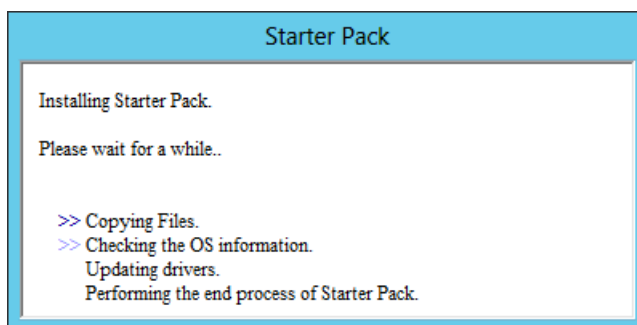 Starter Pack
Installing Starter Pack.
Please wait for a while..
>> Copying Files.
>> Checking the OS information.
Updating drivers.
Performing the end process of Starter Pack.